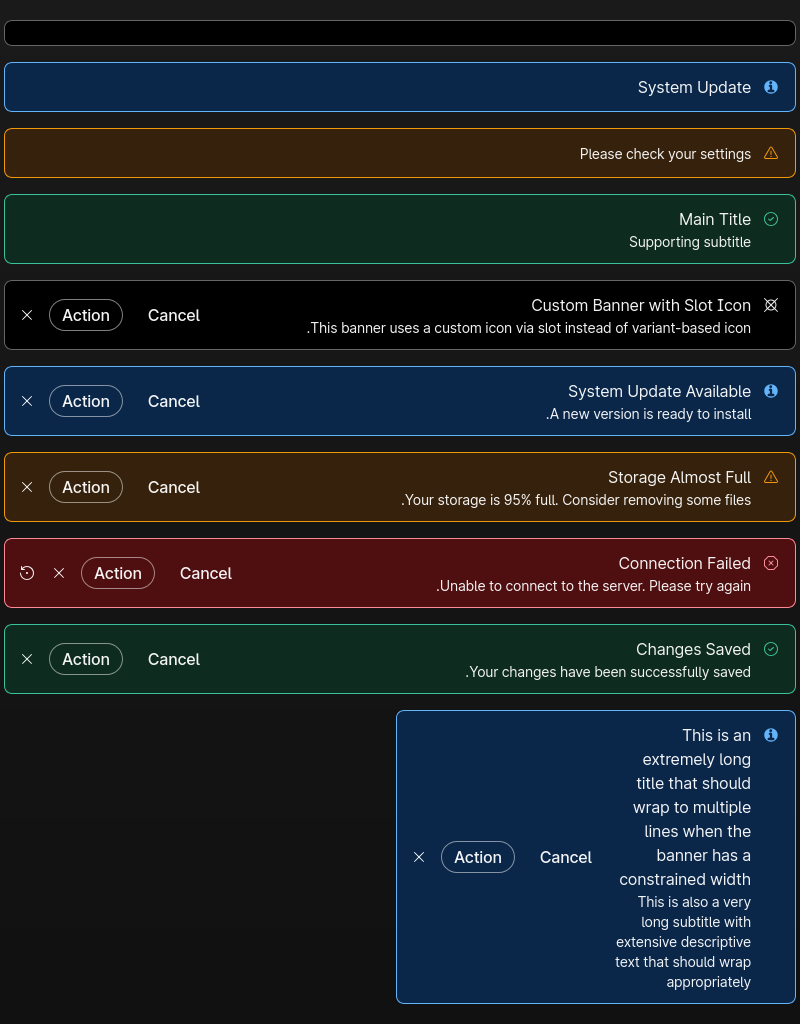 System Update
Please check your settings
Main Title
Supporting subtitle
Custom Banner with Slot Icon
.This banner uses a custom icon via slot instead of variant-based icon
Cancel
Action
System Update Available
.A new version is ready to install
Cancel
Action
Storage Almost Full
.Your storage is 95% full. Consider removing some files
Cancel
Action
Connection Failed
.Unable to connect to the server. Please try again
Cancel
Action
Changes Saved
.Your changes have been successfully saved
Cancel
Action
This is an
extremely long
title that should
wrap to multiple
lines when the
banner has a
constrained width
This is also a very
long subtitle with
extensive descriptive
text that should wrap
appropriately
Cancel
Action